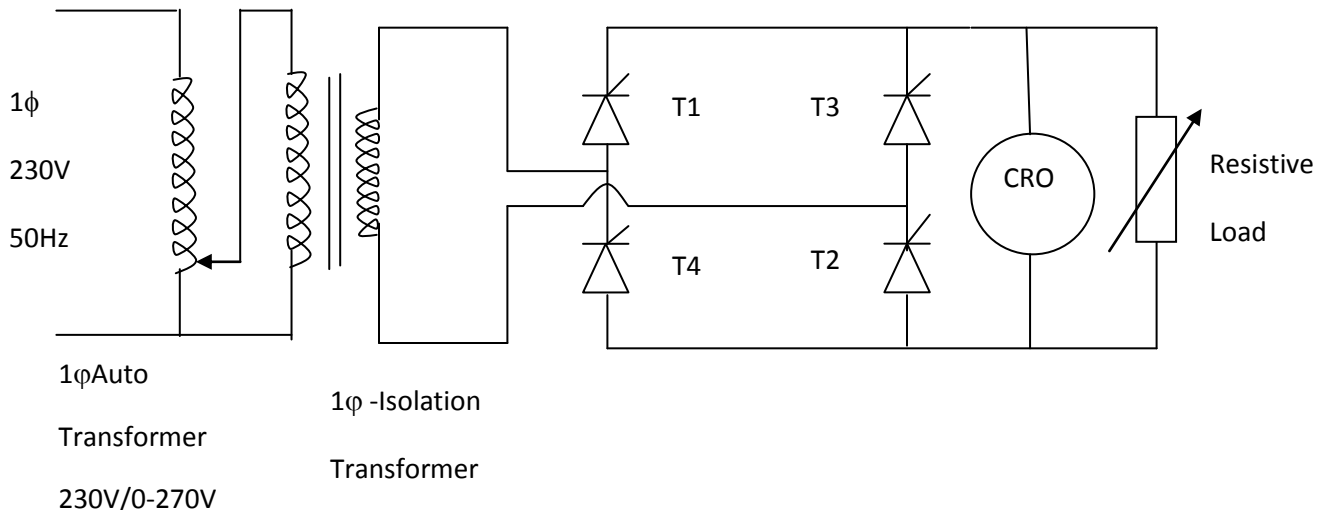 1ϕ
230V
50Hz
T1
T3
T4
T2
CRO
Resistive
Load
1φAuto
Transformer
230V/0-270V
1φ -Isolation
Transformer